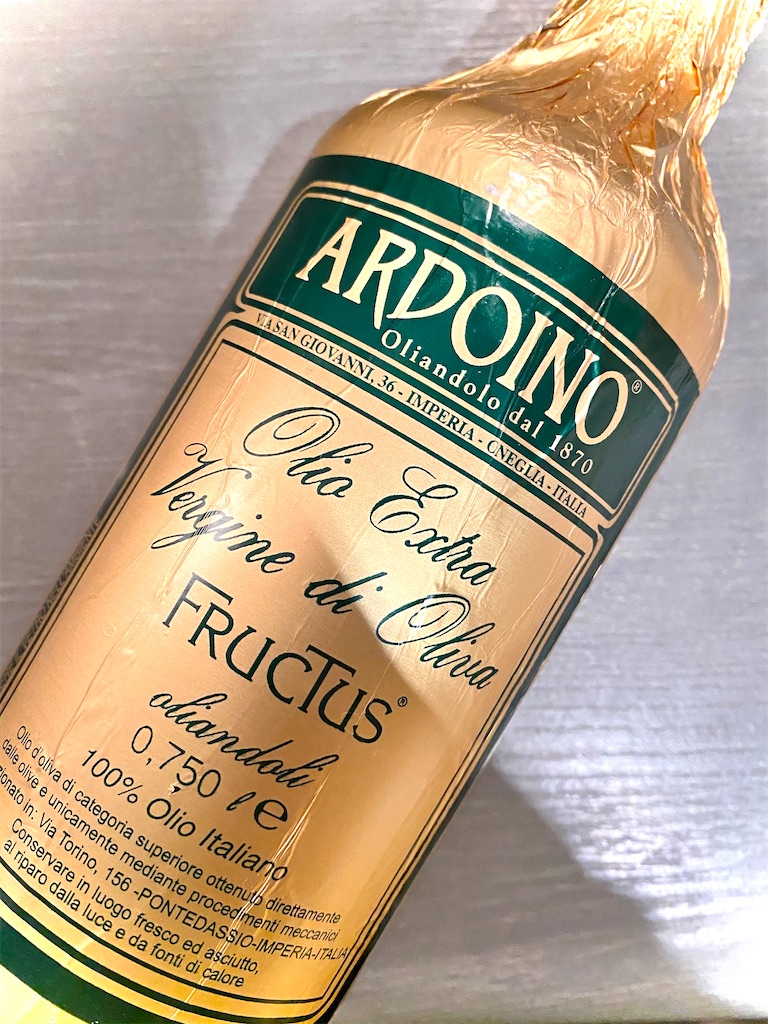 ARDOINO®
Oliandolo dal 1870
VIA SAN GIOVANNI, 36 - IMPERIA - ONEGLIA - ITALIA
Olio Extra
Vergine di Oliva
FRUCTUS®
oliandoli
0,750 l e
100% Olio Italiano
Olio d'oliva di categoria superiore ottenuto direttamente
dalle olive e unicamente mediante procedimenti meccanici
in: Via Torino, 156 -PONTEDASSIO-IMPERIA-ITALIA
Conservare in luogo fresco ed asciutto,
al riparo dalla luce e da fonti di calore